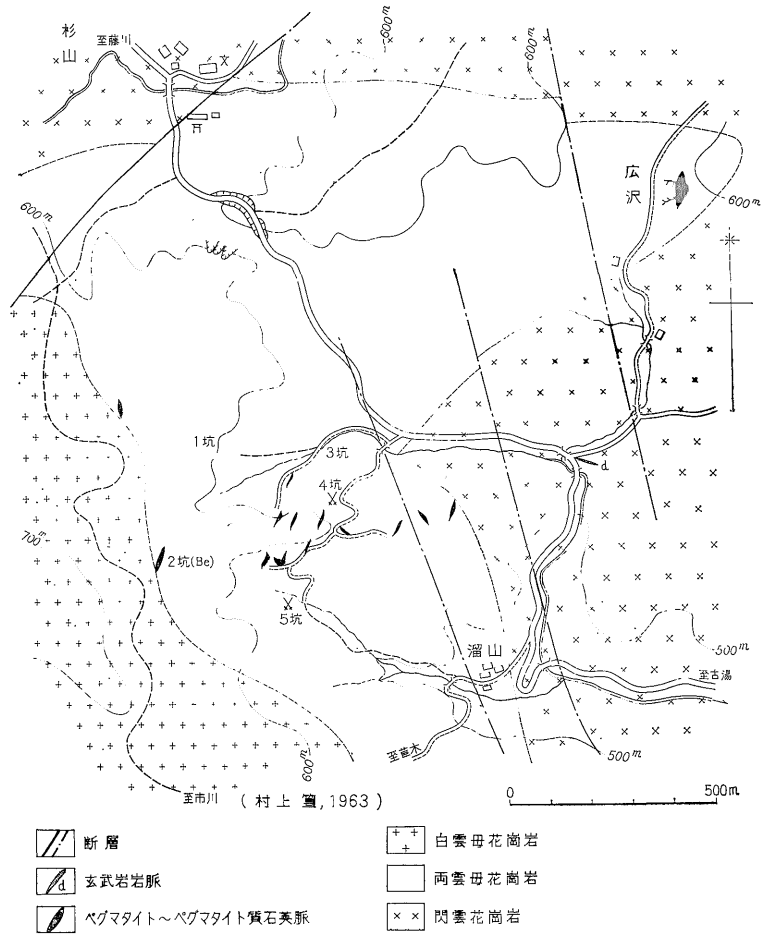 杉山
至藤川
文
600m
600m
広沢
600m
600m
1坑
3坑
4坑
d
700m
2坑(Be)
5坑
溜山
500m
至古湯
500m
600m
至市川
(村上篁,1963)
0 500m
断層
白雲母花崗岩
d
玄武岩岩脈
両雲母花崗岩
ペグマタイト～ペグマタイト質石英脈
閃雲花崗岩